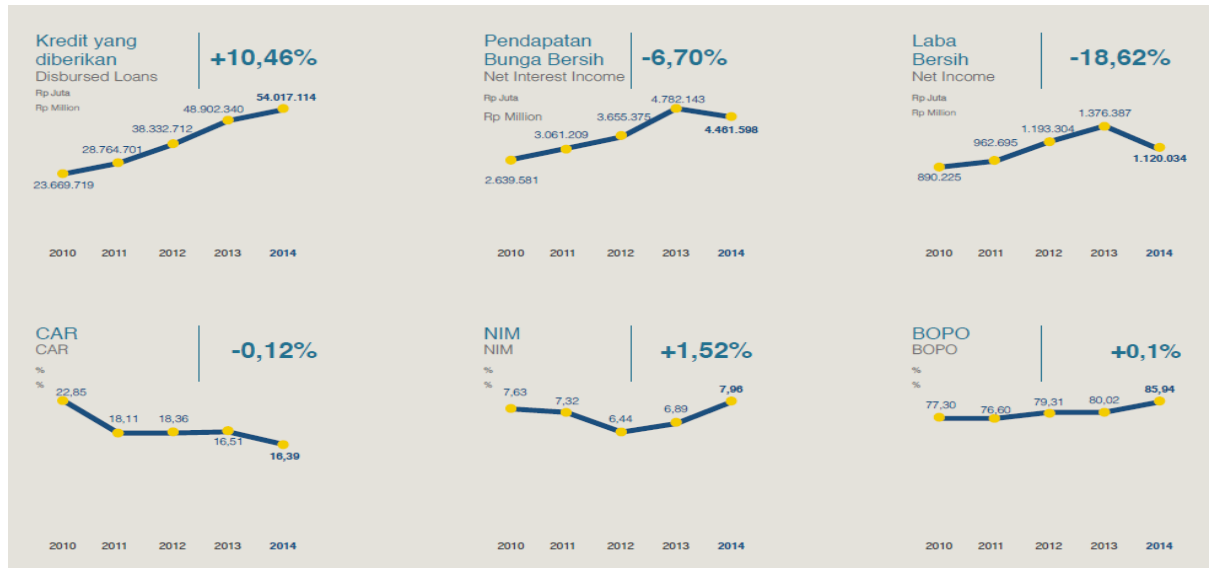 Kredit yang
diberikan
Disbursed Loans
+10,46%
Rp Juta
Rp Million
23.669.719
28.764.701
38.332.712
48.902.340
54.017.114
2010 2011 2012 2013 2014
Pendapatan
Bunga Bersih
Net Interest Income
-6,70%
Rp Juta
Rp Million
2.639.581
3.061.209
3.655.375
4.782.143
4.461.598
2010 2011 2012 2013 2014
Laba
Bersih
Net Income
-18,62%
Rp Juta
Rp Million
890.225
962.695
1.193.304
1.376.387
1.120.034
2010 2011 2012 2013 2014
CAR
CAR
-0,12%
%
%
22,85
18,11
18,36
16,51
16,39
2010 2011 2012 2013 2014
NIM
NIM
+1,52%
%
%
7,63
7,32
6,44
6,89
7,96
2010 2011 2012 2013 2014
BOPO
BOPO
+0,1%
%
%
77,30
76,60
79,31
80,02
85,94
2010 2011 2012 2013 2014